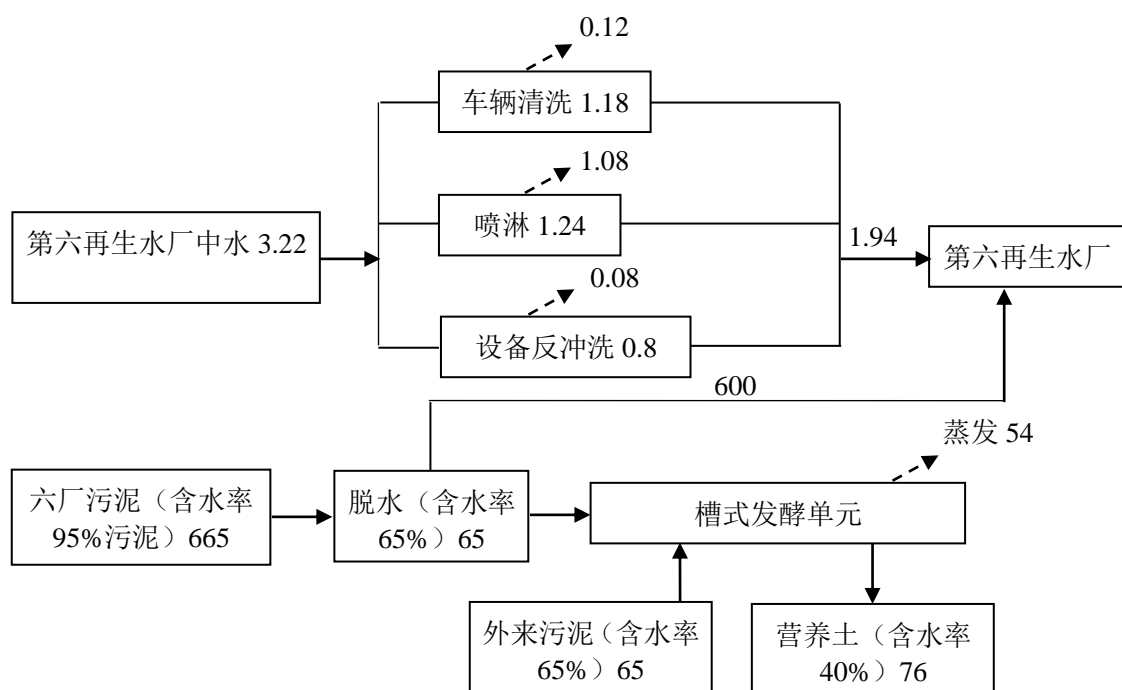 0.12
车辆清洗 1.18
1.08
喷淋 1.24
第六再生水厂中水 3.22
1.94
第六再生水厂
0.08
设备反冲洗 0.8
600
蒸发 54
六厂污泥（含水率
95%污泥）665
脱水（含水率
65%）65
槽式发酵单元
外来污泥（含水率
65%）65
营养土（含水率
40%）76